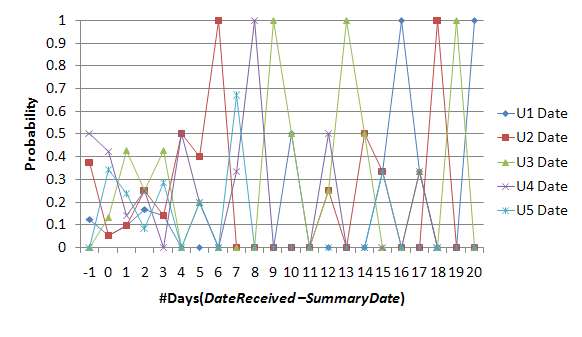 1
0.9
0.8
0.7
0.6
0.5
0.4
0.3
0.2
0.1
0
Probability
-1 0 1 2 3 4 5 6 7 8 9 10 11 12 13 14 15 16 17 18 19 20
#Days(DateReceived–SummaryDate)
U1 Date
U2 Date
U3 Date
U4 Date
U5 Date